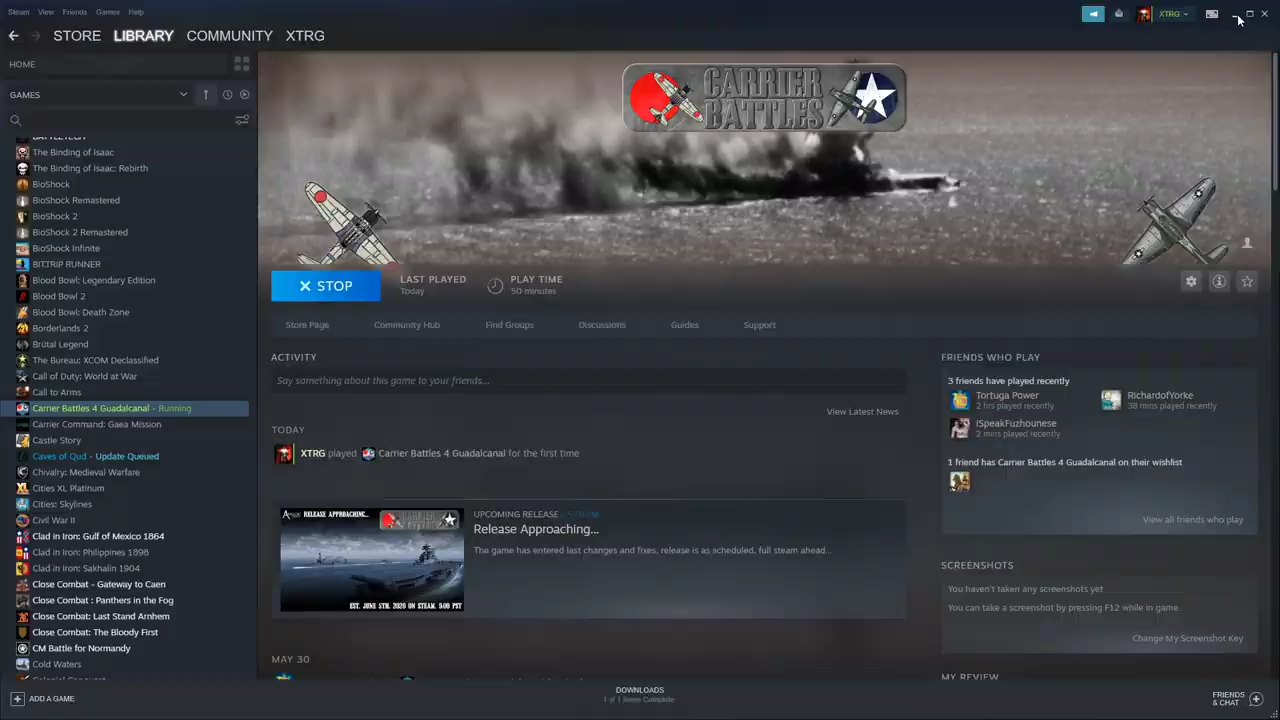 Steam View Friends Games Help
XTRG
STORE LIBRARY COMMUNITY XTRG
HOME
GAMES
The Binding of Isaac
The Binding of Isaac: Rebirth
BioShock
BioShock Remastered
BioShock 2
BioShock 2 Remastered
BioShock Infinite
BIT.TRIP RUNNER
Blood Bowl: Legendary Edition
Blood Bowl 2
Blood Bowl: Death Zone
Borderlands 2
Brütal Legend
The Bureau: XCOM Declassified
Call of Duty: World at War
Call to Arms
Carrier Battles 4 Guadalcanal - Running
Carrier Command: Gaea Mission
Castle Story
Caves of Qud - Update Queued
Chivalry: Medieval Warfare
Cities XL Platinum
Cities: Skylines
Civil War II
Clad in Iron: Gulf of Mexico 1864
Clad in Iron: Philippines 1898
Clad in Iron: Sakhalin 1904
Close Combat - Gateway to Caen
Close Combat : Panthers in the Fog
Close Combat: Last Stand Arnhem
Close Combat: The Bloody First
CM Battle for Normandy
Cold Waters
ADD A GAME
CARRIER
BATTLES
STOP
LAST PLAYED
Today
PLAY TIME
50 minutes
Store Page Community Hub Find Groups Discussions Guides Support
ACTIVITY
Say something about this game to your friends...
View Latest News
TODAY
XTRG played Carrier Battles 4 Guadalcanal for the first time
RELEASE APPROACHING...
CARRIER
BATTLES
EST. JUNE 5TH, 2020 ON STEAM, 9:00 PST
UPCOMING RELEASE
Release Approaching...
The game has entered last changes and fixes, release is as scheduled, full steam ahead...
MAY 30
FRIENDS WHO PLAY
3 friends have played recently
Tortuga Power
2 hrs played recently
RichardofYorke
38 mins played recently
iSpeakFuzhounese
2 mins played recently
1 friend has Carrier Battles 4 Guadalcanal on their wishlist
View all friends who play
SCREENSHOTS
You haven't taken any screenshots yet
You can take a screenshot by pressing F12 while in game.
Change My Screenshot Key
MY REVIEW
DOWNLOADS
1 of 1 Items Complete
FRIENDS
& CHAT